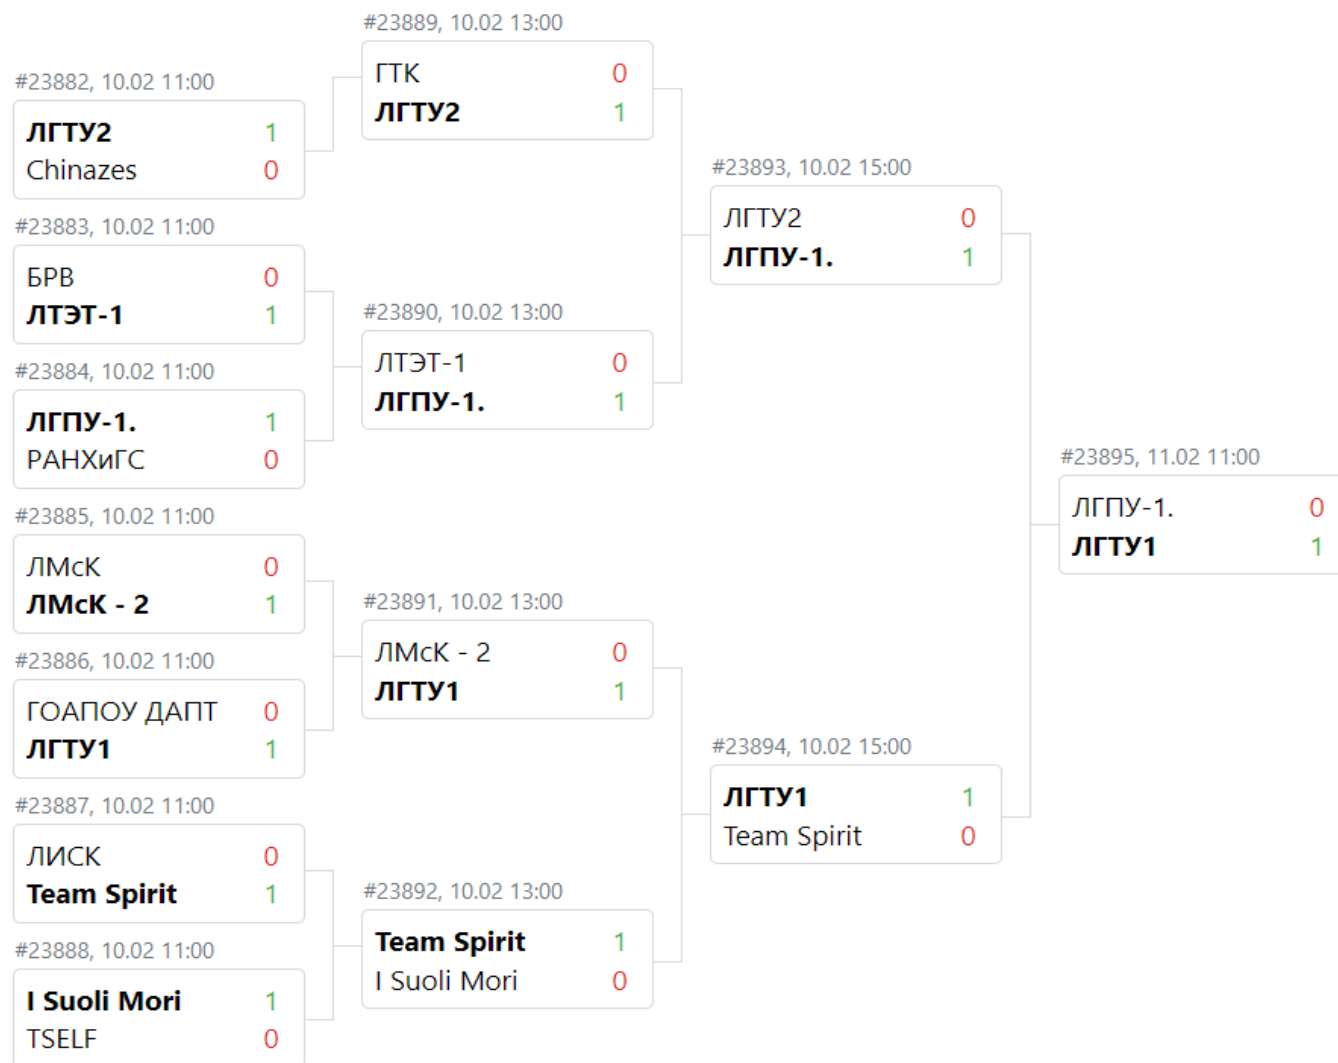 #23882, 10.02 11:00
ЛГТУ2 1
Chinazes 0
#23883, 10.02 11:00
БРВ 0
ЛТЭТ-1 1
#23884, 10.02 11:00
ЛГПУ-1. 1
РАНХиГС 0
#23885, 10.02 11:00
ЛМсК 0
ЛМсК - 2 1
#23886, 10.02 11:00
ГОАПОУ ДАПТ 0
ЛГТУ1 1
#23887, 10.02 11:00
ЛИСК 0
Team Spirit 1
#23888, 10.02 11:00
I Suoli Mori 1
TSELF 0
#23889, 10.02 13:00
ГТК 0
ЛГТУ2 1
#23890, 10.02 13:00
ЛТЭТ-1 0
ЛГПУ-1. 1
#23891, 10.02 13:00
ЛМсК - 2 0
ЛГТУ1 1
#23892, 10.02 13:00
Team Spirit 1
I Suoli Mori 0
#23893, 10.02 15:00
ЛГТУ2 0
ЛГПУ-1. 1
#23894, 10.02 15:00
ЛГТУ1 1
Team Spirit 0
#23895, 11.02 11:00
ЛГПУ-1. 0
ЛГТУ1 1